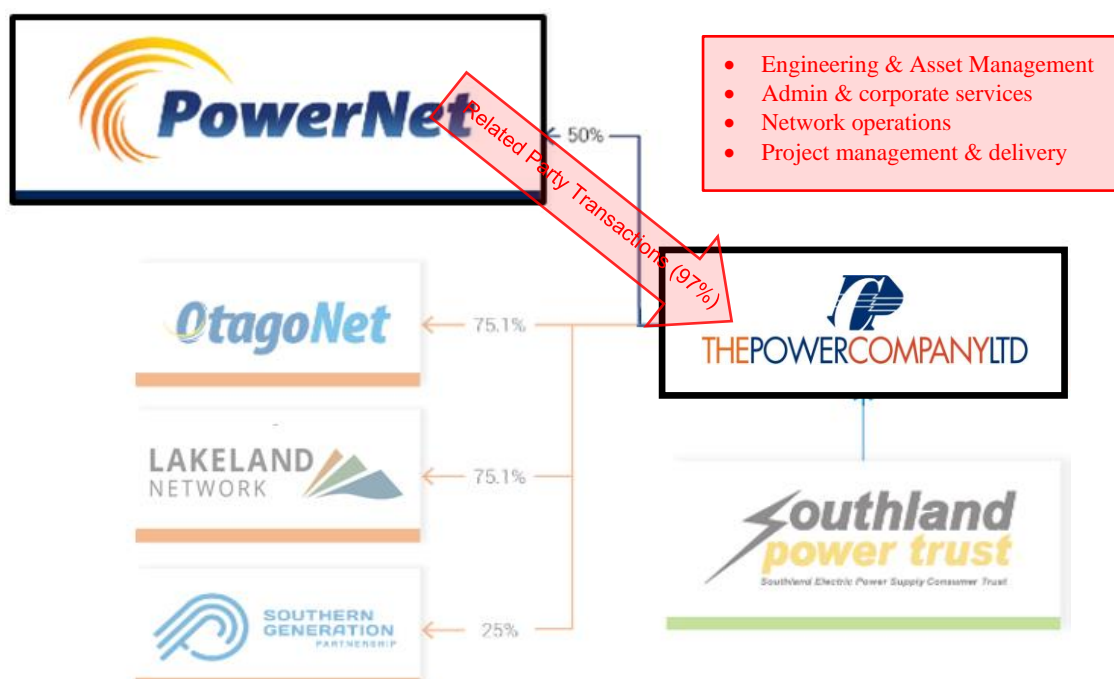 PowerNet
• Engineering & Asset Management
• Admin & corporate services
• Network operations
• Project management & delivery
50%
Related Party Transactions (97%)
OtagoNet
75.1%
THEPOWERCOMPANYLTD
LAKELAND
NETWORK
75.1%
Southland
power trust
Southland Electric Power Supply Consumer Trust
SOUTHERN
GENERATION
PARTNERSHIP
25%